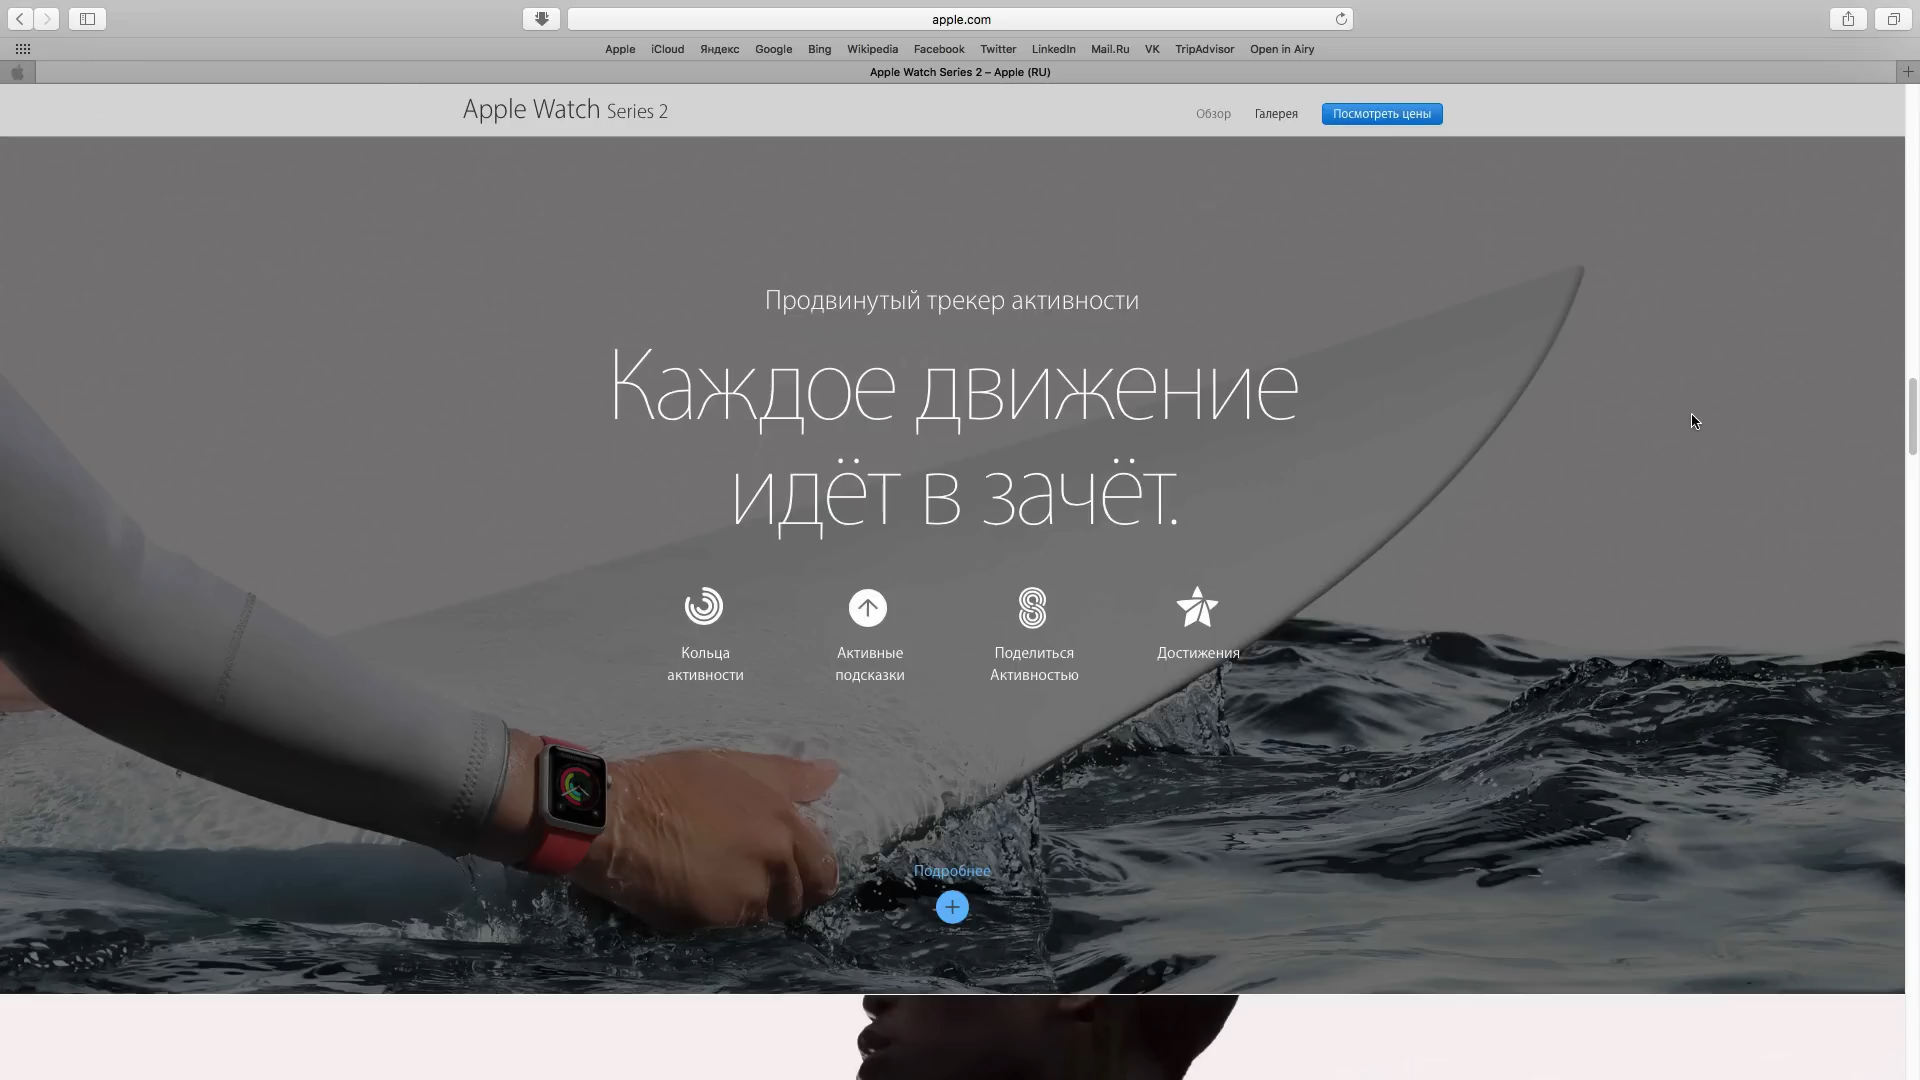 apple.com
Apple iCloud Яндекс Google Bing Wikipedia Facebook Twitter LinkedIn Mail.Ru VK TripAdvisor Open in Airy
Apple Watch Series 2 – Apple (RU)
Apple Watch Series 2
Обзор Галерея Посмотреть цены
Продвинутый трекер активности
Каждое движение
идёт в зачёт.
Кольца
активности
Активные
подсказки
Поделиться
Активностью
Достижения
Подробнее